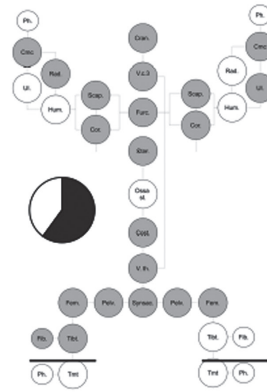 Ph.
Ph.
Cran.
Cmc
Cmc
Rad.
V.c.3
Rad.
Ul.
Ul.
Scap.
Scap.
Hum.
Furc.
Hum.
Cor.
Cor.
Ster.
Ossa
st.
Cost.
V. th.
Fem.
Pelv.
Synsac.
Pelv.
Fem.
Fib.
Tibt.
Tibt.
Fib.
Ph.
Tmt
Tmt
Ph.